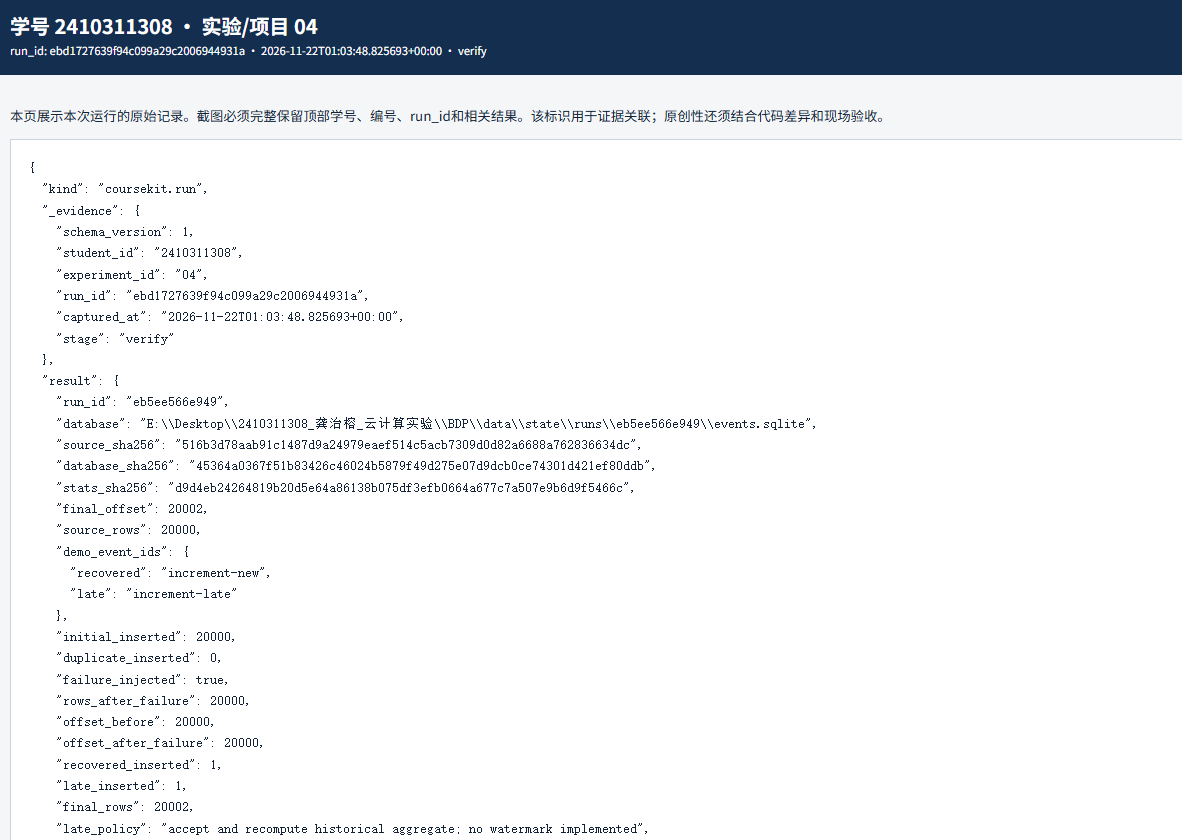 学号 2410311308 · 实验/项目 04
run_id: ebd1727639f94c099a29c2006944931a · 2026-11-22T01:03:48.825693+00:00 · verify
本页展示本次运行的原始记录。截图必须完整保留顶部学号、编号、run_id和相关结果。该标识用于证据关联；原创性还须结合代码差异和现场验收。
{
"kind": "coursekit.run",
"_evidence": {
"schema_version": 1,
"student_id": "2410311308",
"experiment_id": "04",
"run_id": "ebd1727639f94c099a29c2006944931a",
"captured_at": "2026-11-22T01:03:48.825693+00:00",
"stage": "verify"
},
"result": {
"run_id": "eb5ee566e949",
"database": "E:\\Desktop\\2410311308_龚治榕_云计算实验\\BDP\\data\\state\\runs\\eb5ee566e949\\events.sqlite",
"source_sha256": "516b3d78aab91c1487d9a24979eaef514c5acb7309d0d82a6688a762836634dc",
"database_sha256": "45364a0367f51b83426c46024b5879f49d275e07d9dcb0ce74301d421ef80ddb",
"stats_sha256": "d9d4eb24264819b20d5e64a86138b075df3efb0664a677c7a507e9b6d9f5466c",
"final_offset": 20002,
"source_rows": 20000,
"demo_event_ids": {
"recovered": "increment-new",
"late": "increment-late"
},
"initial_inserted": 20000,
"duplicate_inserted": 0,
"failure_injected": true,
"rows_after_failure": 20000,
"offset_before": 20000,
"offset_after_failure": 20000,
"recovered_inserted": 1,
"late_inserted": 1,
"final_rows": 20002,
"late_policy": "accept and recompute historical aggregate; no watermark implemented",